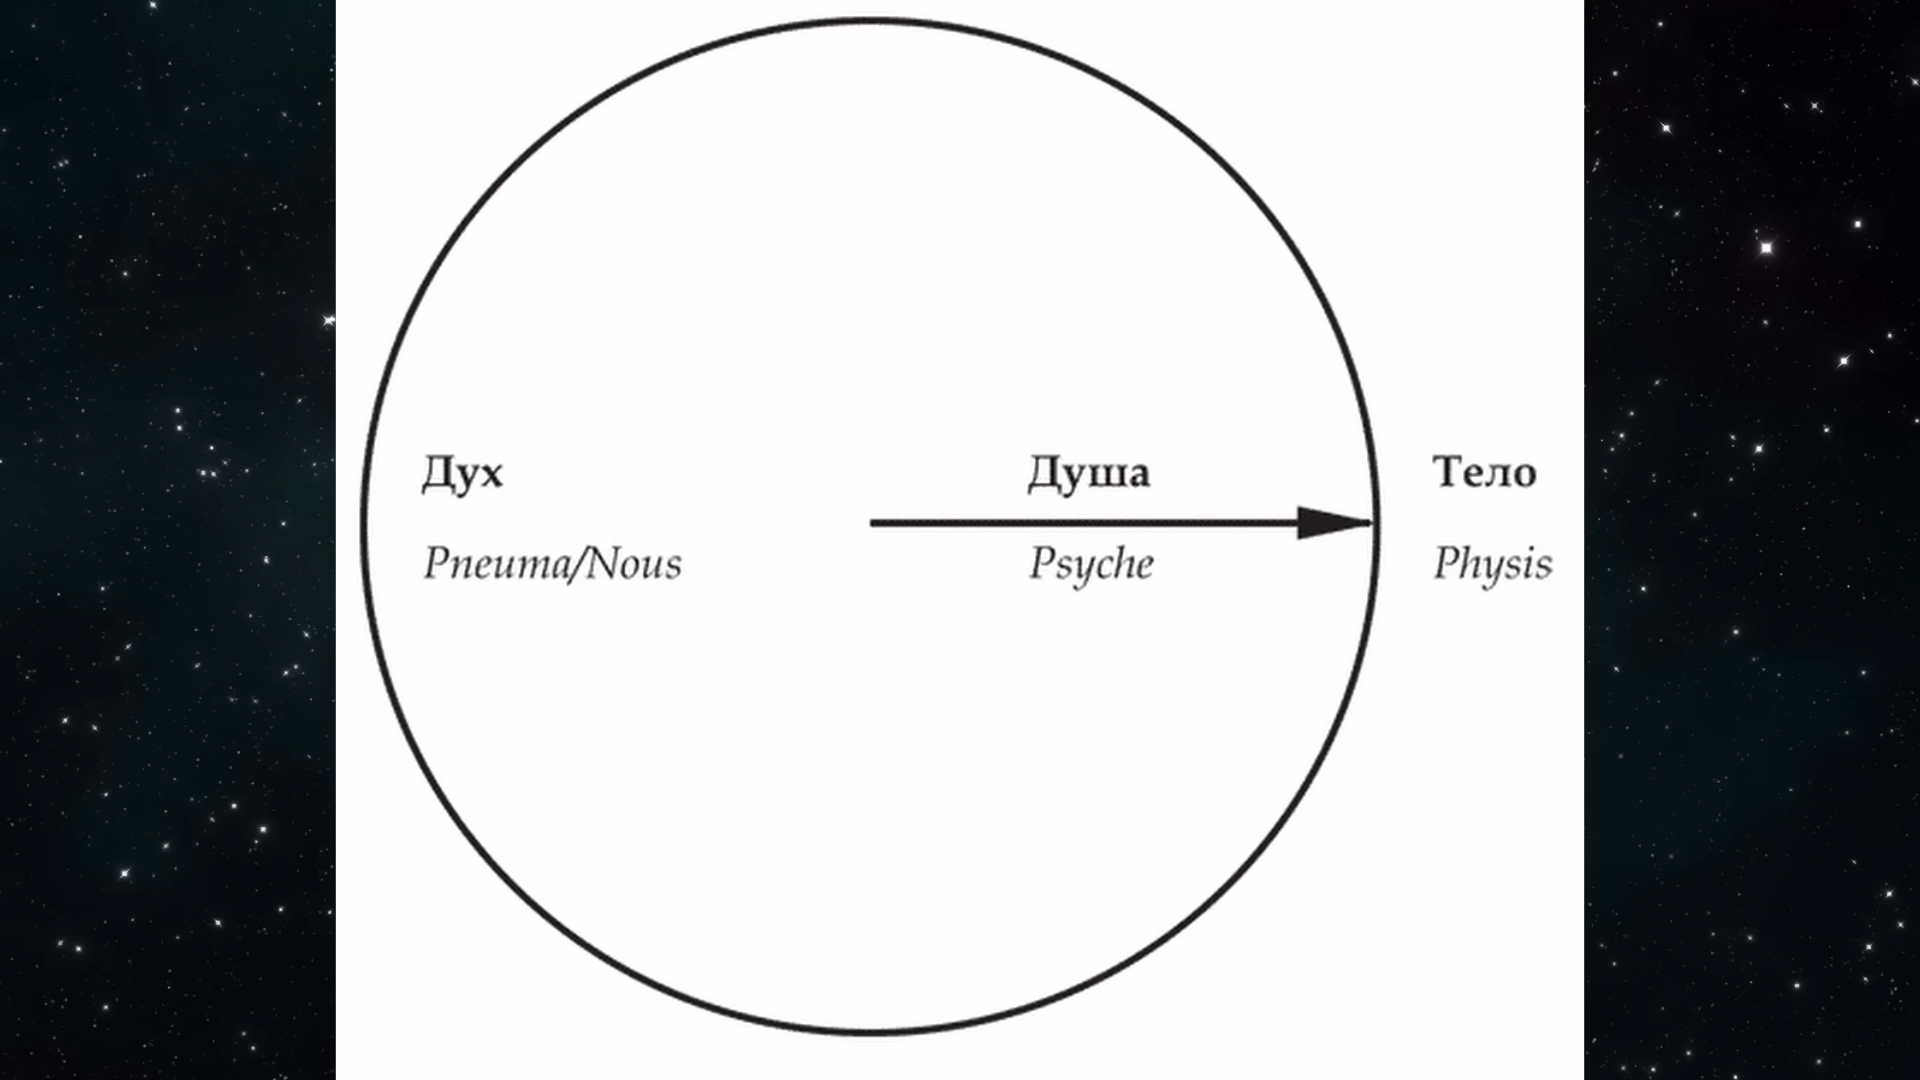 Дух
Душа
Тело
Pneuma/Nous
Psyche
Physis